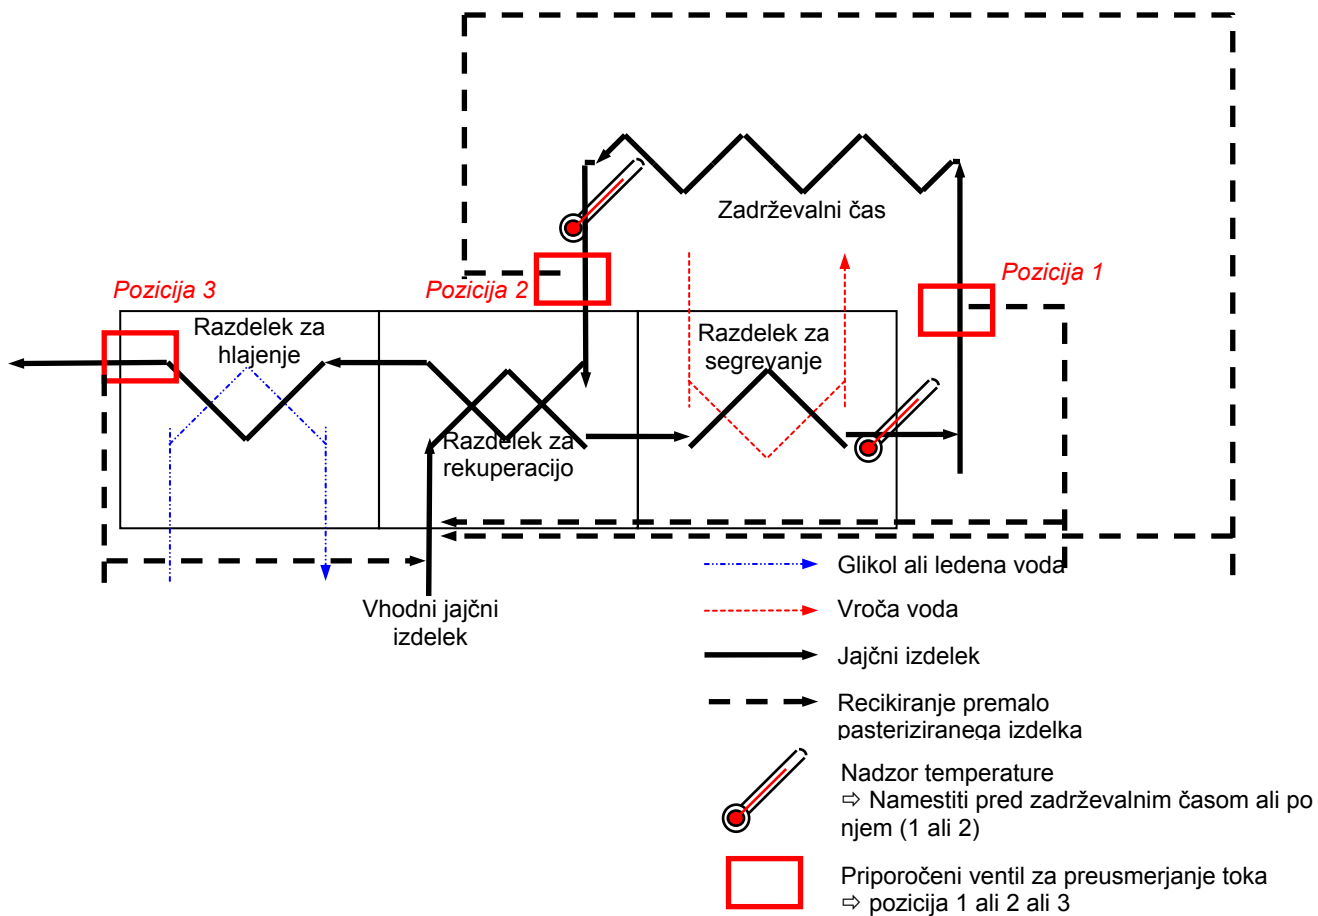 Zadrževalni čas
Pozicija 1
Pozicija 3
Pozicija 2
Razdelek za
hlajenje
Razdelek za
segrevanje
Razdelek za
rekuperacijo
Vhodni jajčni
izdelek
Glikol ali ledena voda
Vroča voda
Jajčni izdelek
Recikiranje premalo
pasteriziranega izdelka
Nadzor temperature
⇨ Namestiti pred zadrževalnim časom ali po
njem (1 ali 2)
Priporočeni ventil za preusmerjanje toka
⇨ pozicija 1 ali 2 ali 3